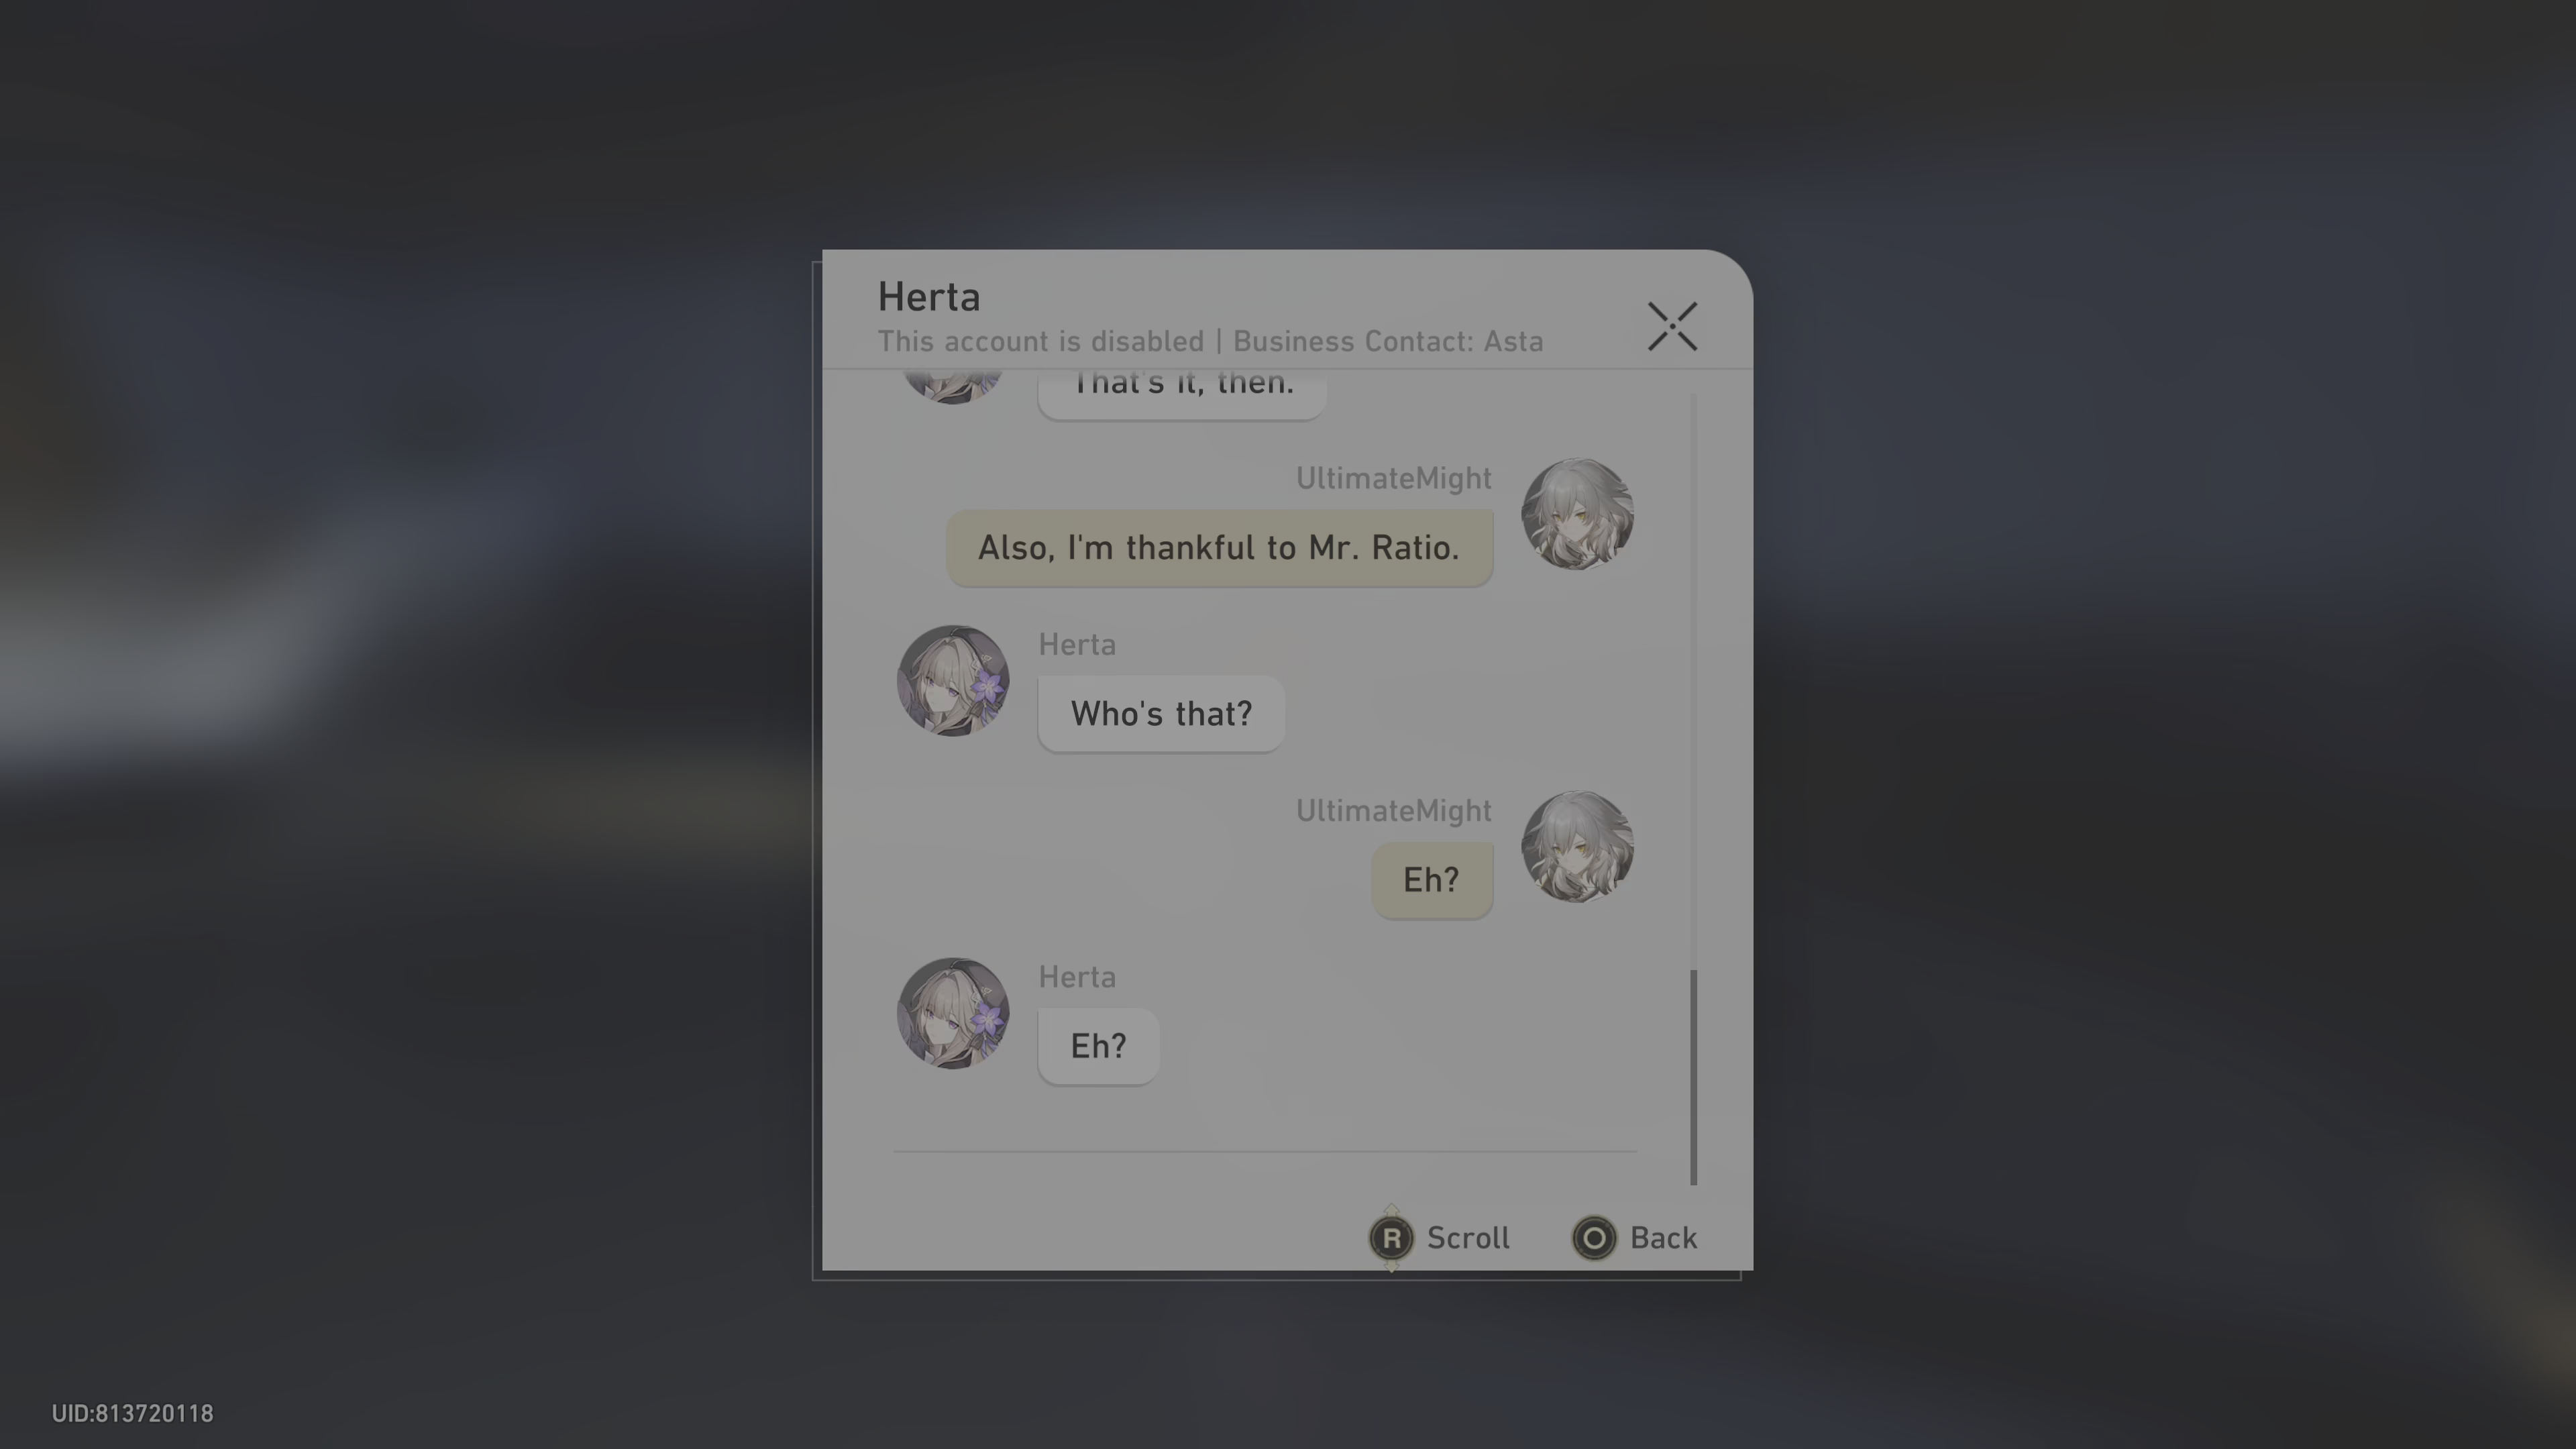 Herta
This account is disabled | Business Contact: Asta
That's it, then.
UltimateMight
Also, I'm thankful to Mr. Ratio.
Herta
Who's that?
UltimateMight
Eh?
Herta
Eh?
R Scroll
Back
UID:813720118